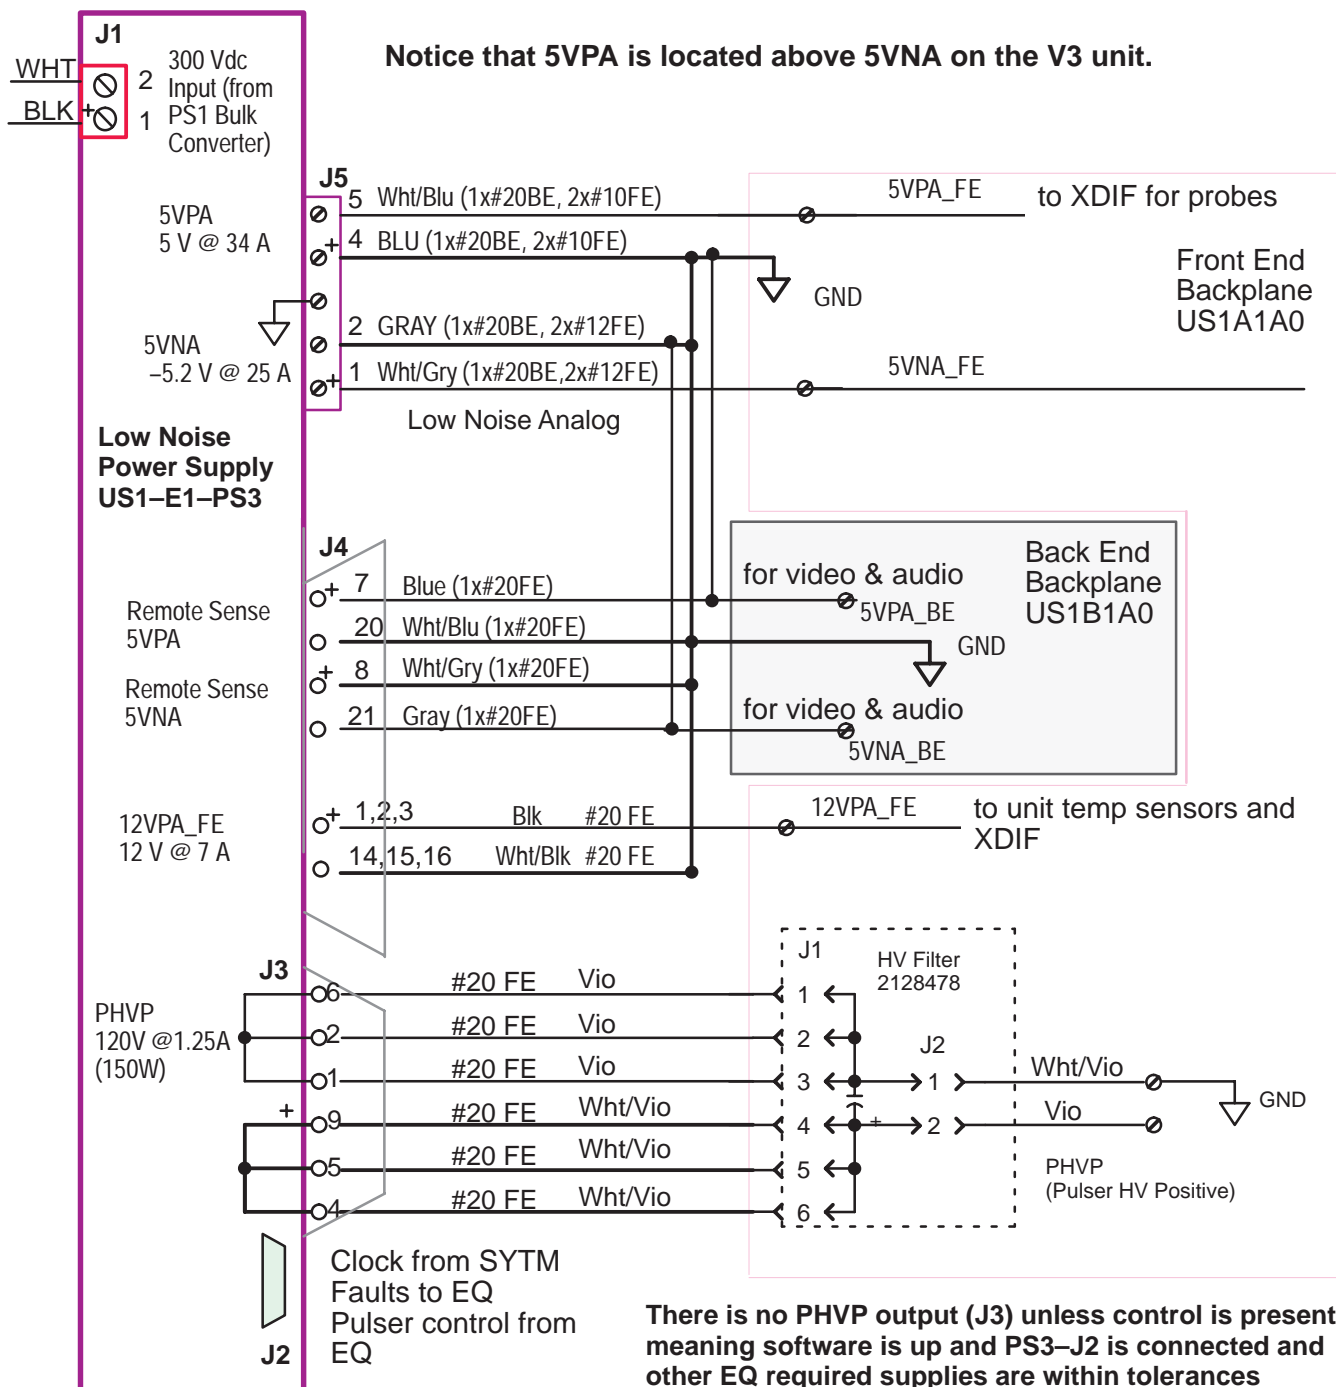 J1
Notice that 5VPA is located above 5VNA on the V3 unit.
WHT
2
300 Vdc
Input (from
PS1 Bulk
Converter)
BLK
+
1
J5
5VPA
5 V @ 34 A
5
Wht/Blu (1x#20BE, 2x#10FE)
5VPA_FE
to XDIF for probes
+
4
BLU (1x#20BE, 2x#10FE)
GND
Front End
Backplane
US1A1A0
5VNA
–5.2 V @ 25 A
2
GRAY (1x#20BE, 2x#12FE)
+
1
Wht/Gry (1x#20BE,2x#12FE)
5VNA_FE
Low Noise Analog
Low Noise
Power Supply
US1–E1–PS3
J4
Remote Sense
5VPA
+
7
Blue (1x#20FE)
for video & audio
5VPA_BE
Back End
Backplane
US1B1A0
20
Wht/Blu (1x#20FE)
GND
Remote Sense
5VNA
+
8
Wht/Gry (1x#20FE)
21
Gray (1x#20FE)
for video & audio
5VNA_BE
12VPA_FE
12 V @ 7 A
+
1,2,3
Blk
#20 FE
12VPA_FE
to unit temp sensors and
XDIF
14,15,16
Wht/Blk
#20 FE
J3
PHVP
120V @1.25A
(150W)
J1
HV Filter
2128478
6
#20 FE
Vio
1
2
#20 FE
Vio
2
J2
1
#20 FE
Vio
3
1
Wht/Vio
GND
+
9
#20 FE
Wht/Vio
4
+
2
Vio
5
#20 FE
Wht/Vio
5
PHVP
(Pulser HV Positive)
4
#20 FE
Wht/Vio
6
J2
Clock from SYTM
Faults to EQ
Pulser control from
EQ
There is no PHVP output (J3) unless control is present
meaning software is up and PS3–J2 is connected and
other EQ required supplies are within tolerances